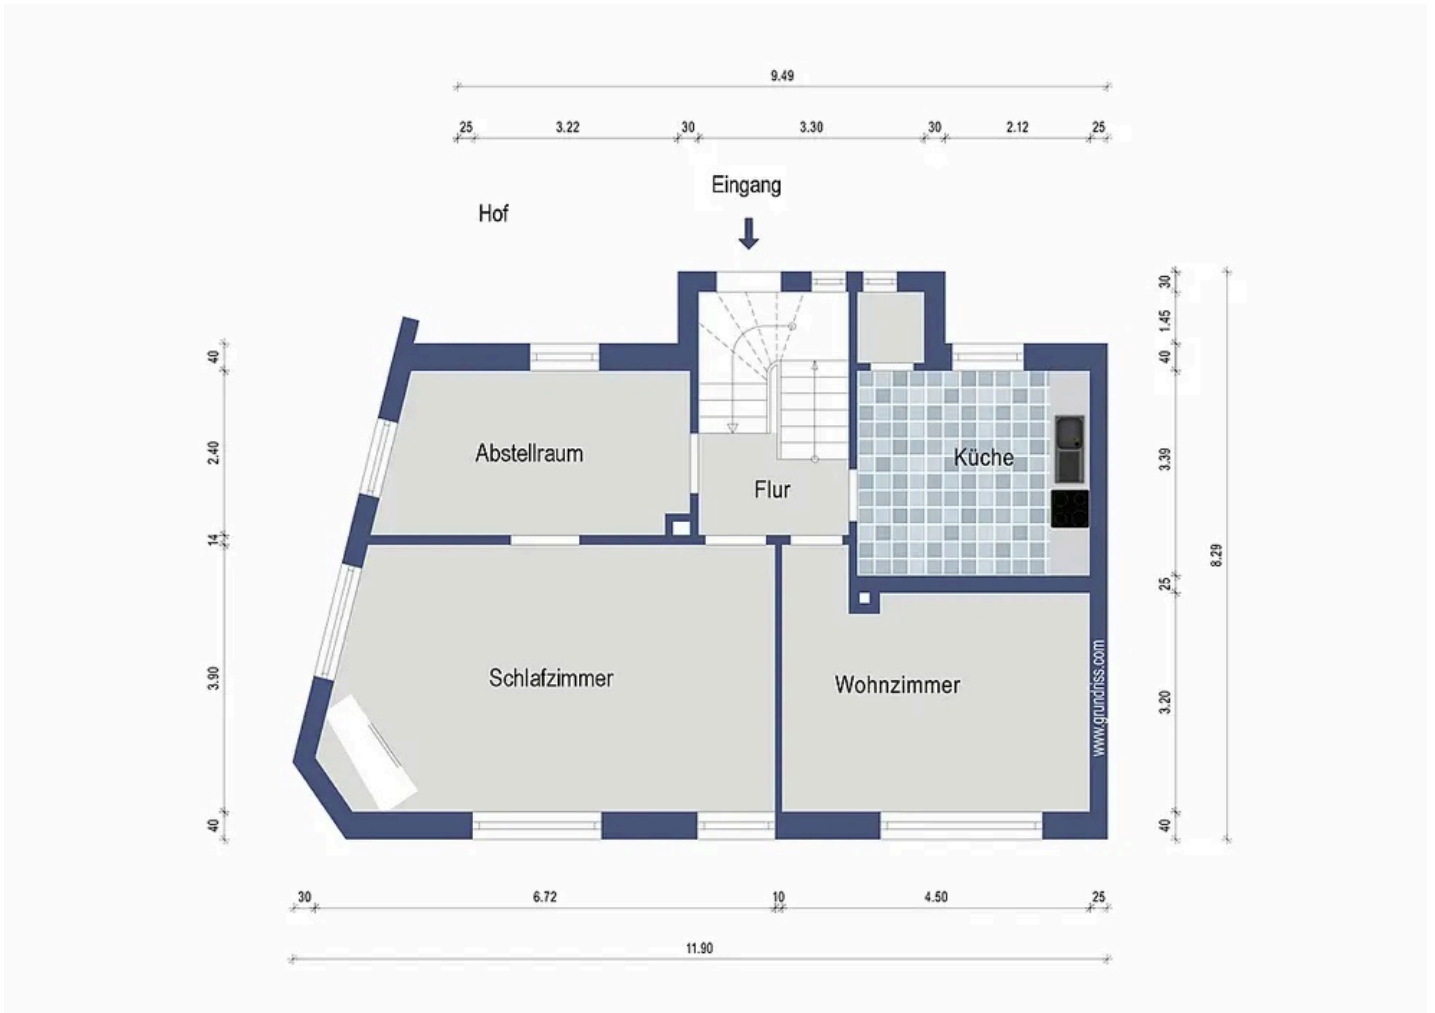 9.49
25 3.22 30 3.30 30 2.12 25
Eingang
Hof
30
1.45
40
40
2.40
Abstellraum
Küche
3.39
Flur
14
8.29
25
3.90
Schlafzimmer
Wohnzimmer
www.grundriss.com
3.20
40
40
30 6.72 10 4.50 25
11.90